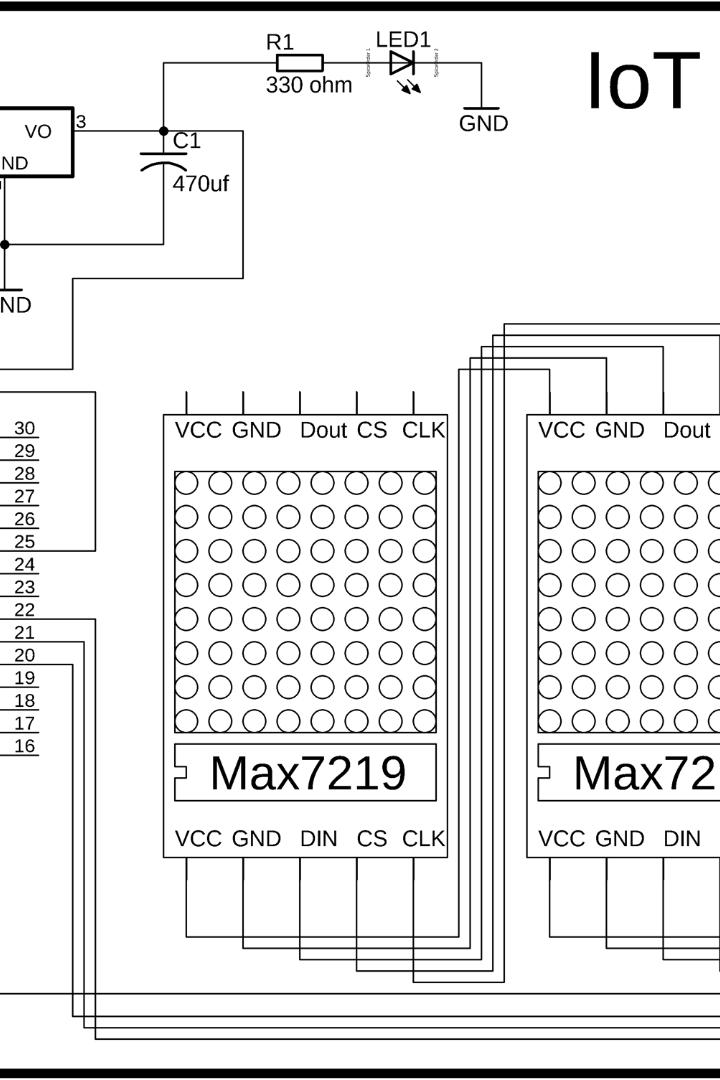 R1
LED1
330 ohm
IoT
GND
3
VO
ND
C1
470uf
ND
30
29
28
27
26
25
24
23
22
21
20
19
18
17
16
VCC GND Dout CS CLK
VCC GND Dout
Max7219
Max72
VCC GND DIN CS CLK
VCC GND DIN